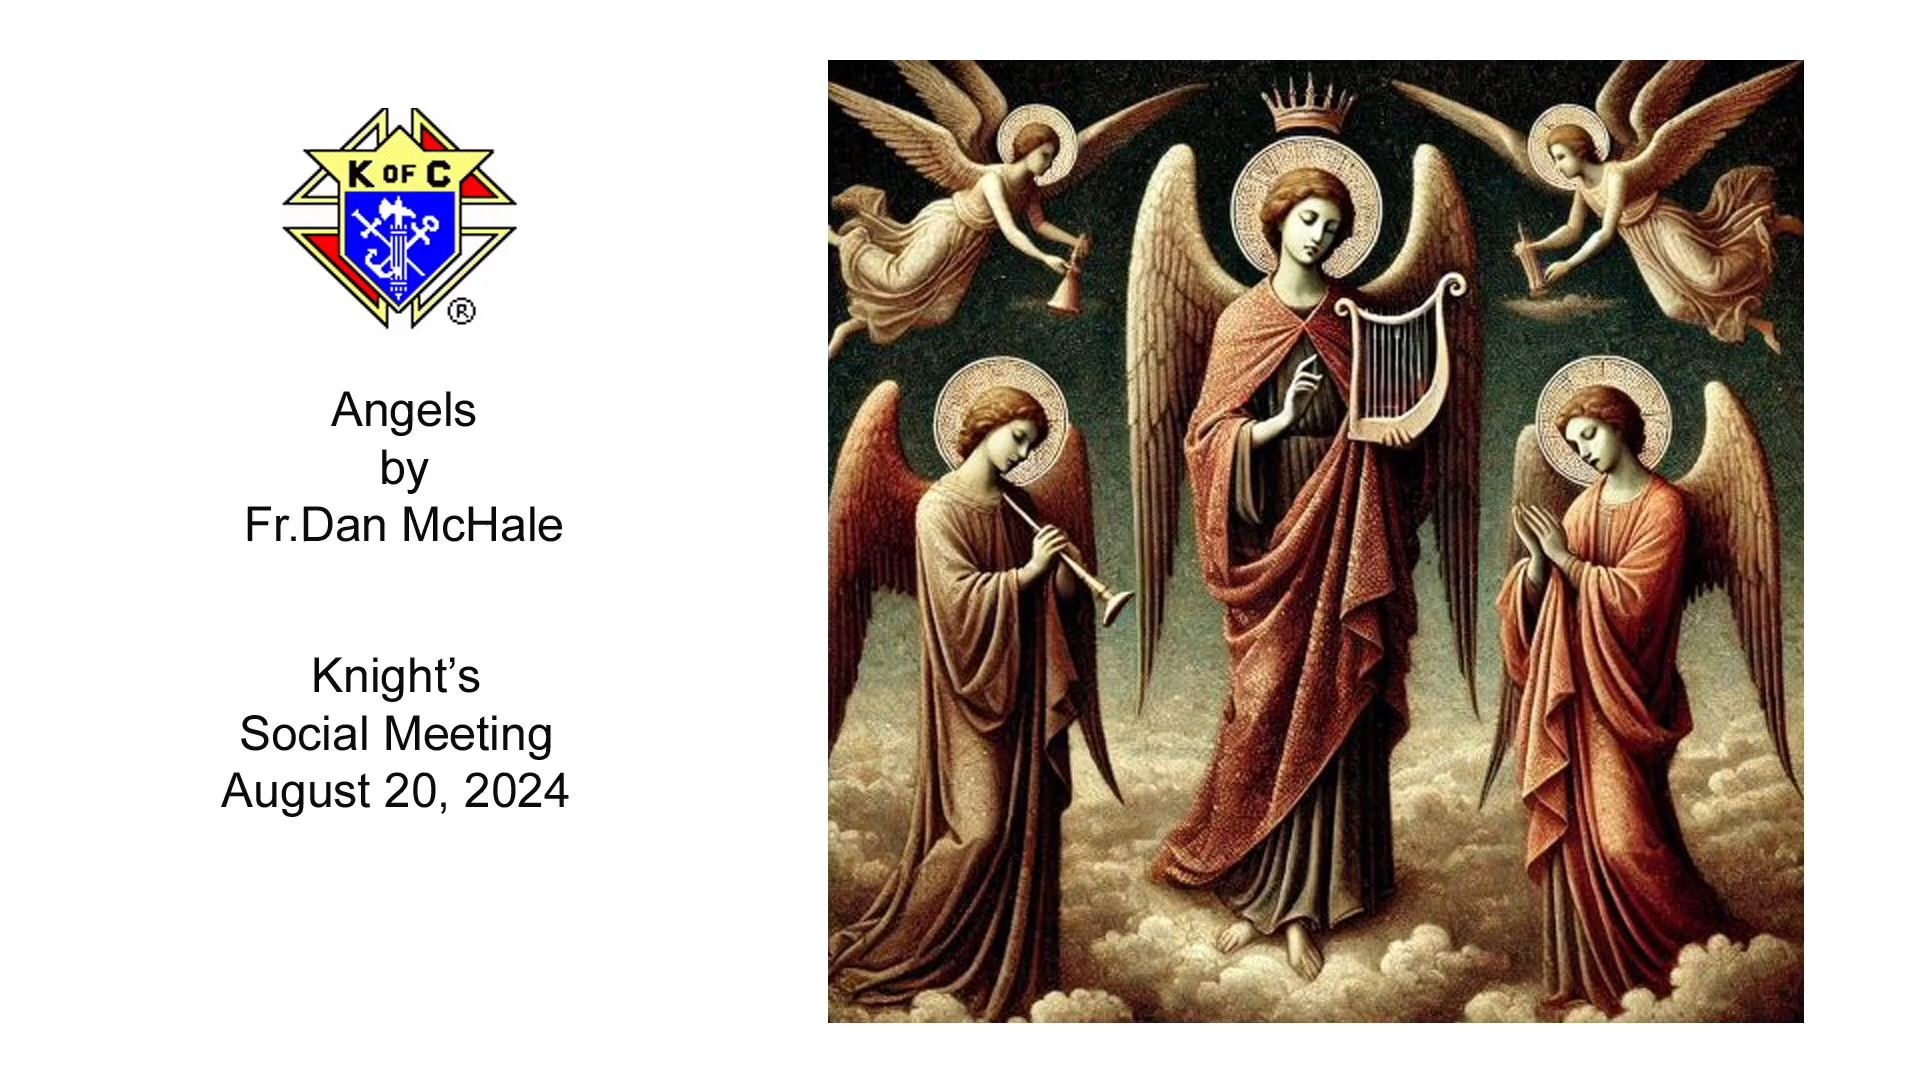 K OF C
®
Angels
by
Fr.Dan McHale
Knight’s
Social Meeting
August 20, 2024